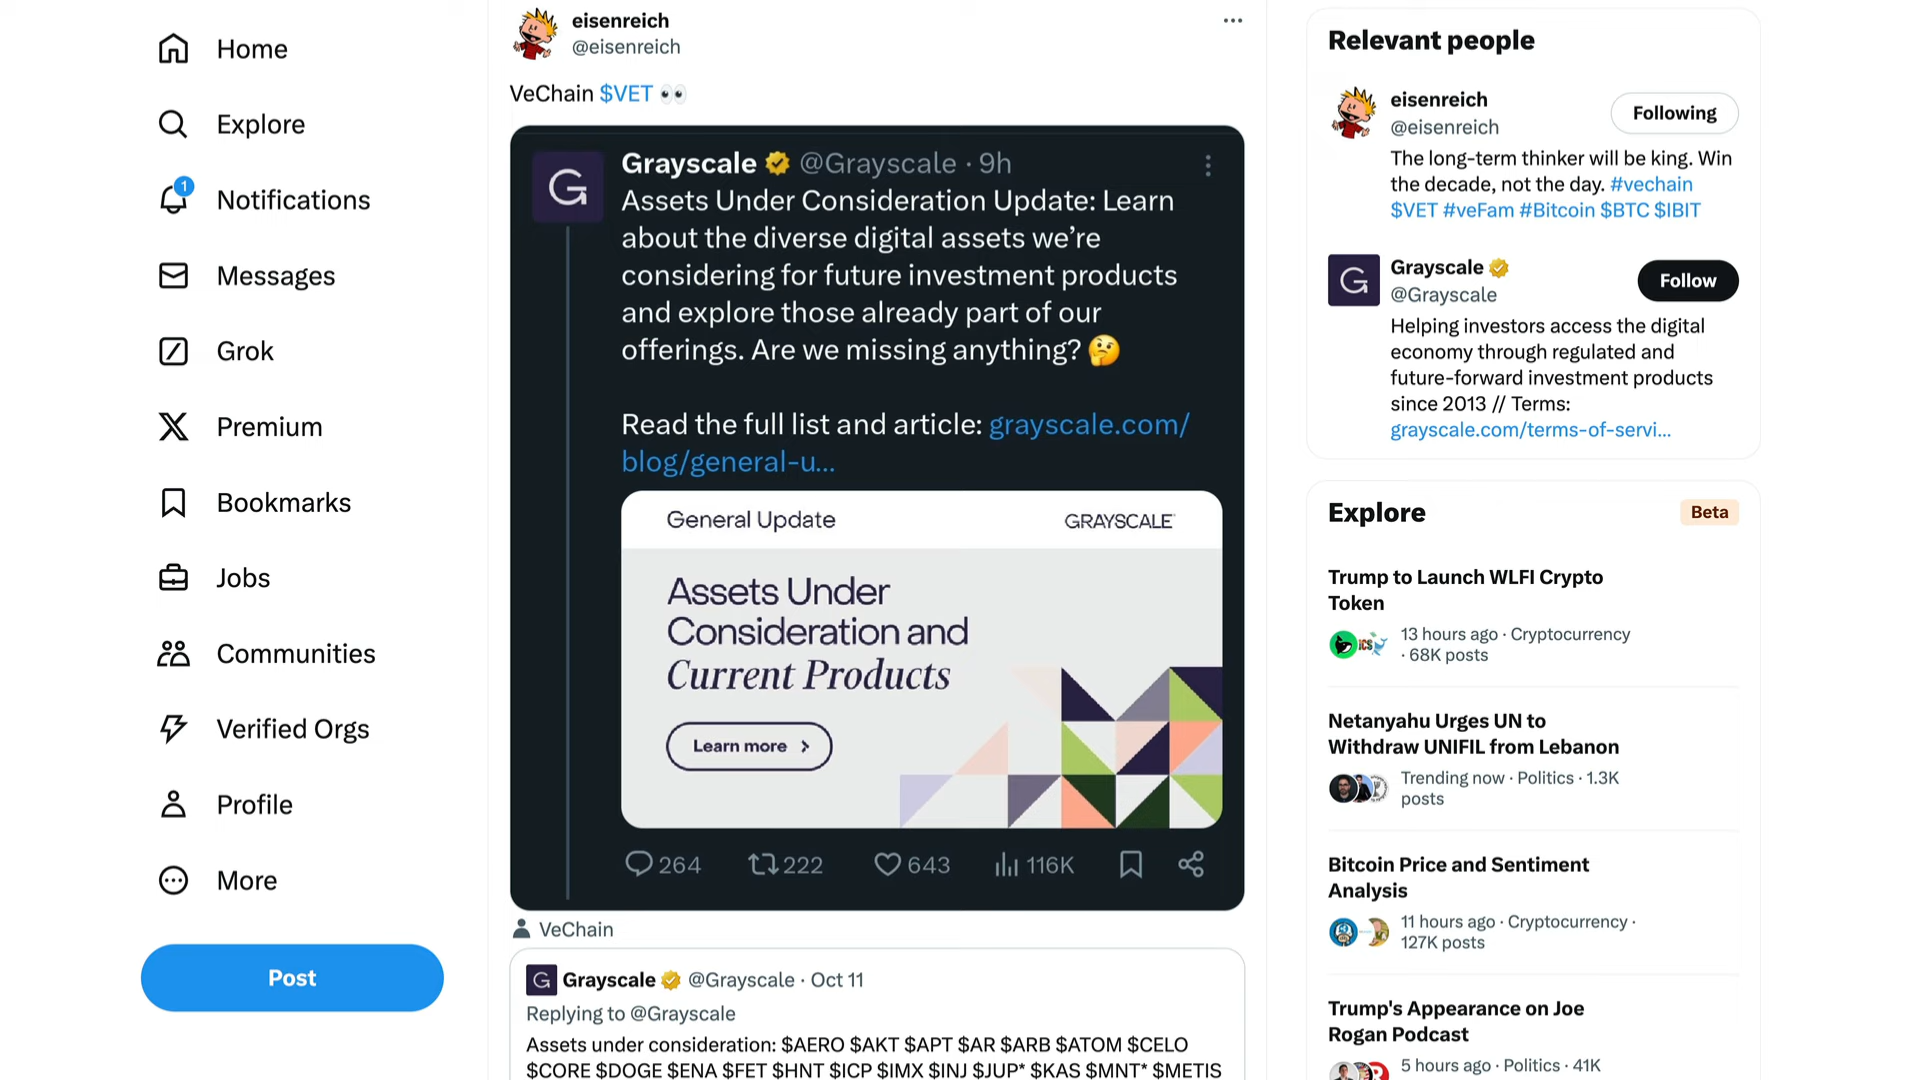 Home
Explore
1
Notifications
Messages
Grok
Premium
Bookmarks
Jobs
Communities
Verified Orgs
Profile
More
Post
eisenreich
@eisenreich
VeChain $VET 👀
Grayscale @Grayscale · 9h
Assets Under Consideration Update: Learn
about the diverse digital assets we’re
considering for future investment products
and explore those already part of our
offerings. Are we missing anything? 🤔
Read the full list and article: grayscale.com/
blog/general-u...
General Update
GRAYSCALE
Assets Under
Consideration and
Current Products
Learn more
264
222
643
116K
VeChain
Grayscale @Grayscale · Oct 11
Replying to @Grayscale
Assets under consideration: $AERO $AKT $APT $AR $ARB $ATOM $CELO
$CORE $DOGE $ENA $FET $HNT $ICP $IMX $INJ $JUP* $KAS $MNT* $METIS
Relevant people
eisenreich
@eisenreich
Following
The long-term thinker will be king. Win
the decade, not the day. #vechain
$VET #veFam #Bitcoin $BTC $IBIT
Grayscale
@Grayscale
Follow
Helping investors access the digital
economy through regulated and
future-forward investment products
since 2013 // Terms:
grayscale.com/terms-of-servi...
Explore
Beta
Trump to Launch WLFI Crypto
Token
13 hours ago · Cryptocurrency
· 68K posts
Netanyahu Urges UN to
Withdraw UNIFIL from Lebanon
Trending now · Politics · 1.3K
posts
Bitcoin Price and Sentiment
Analysis
11 hours ago · Cryptocurrency ·
127K posts
Trump's Appearance on Joe
Rogan Podcast
5 hours ago · Politics · 41K